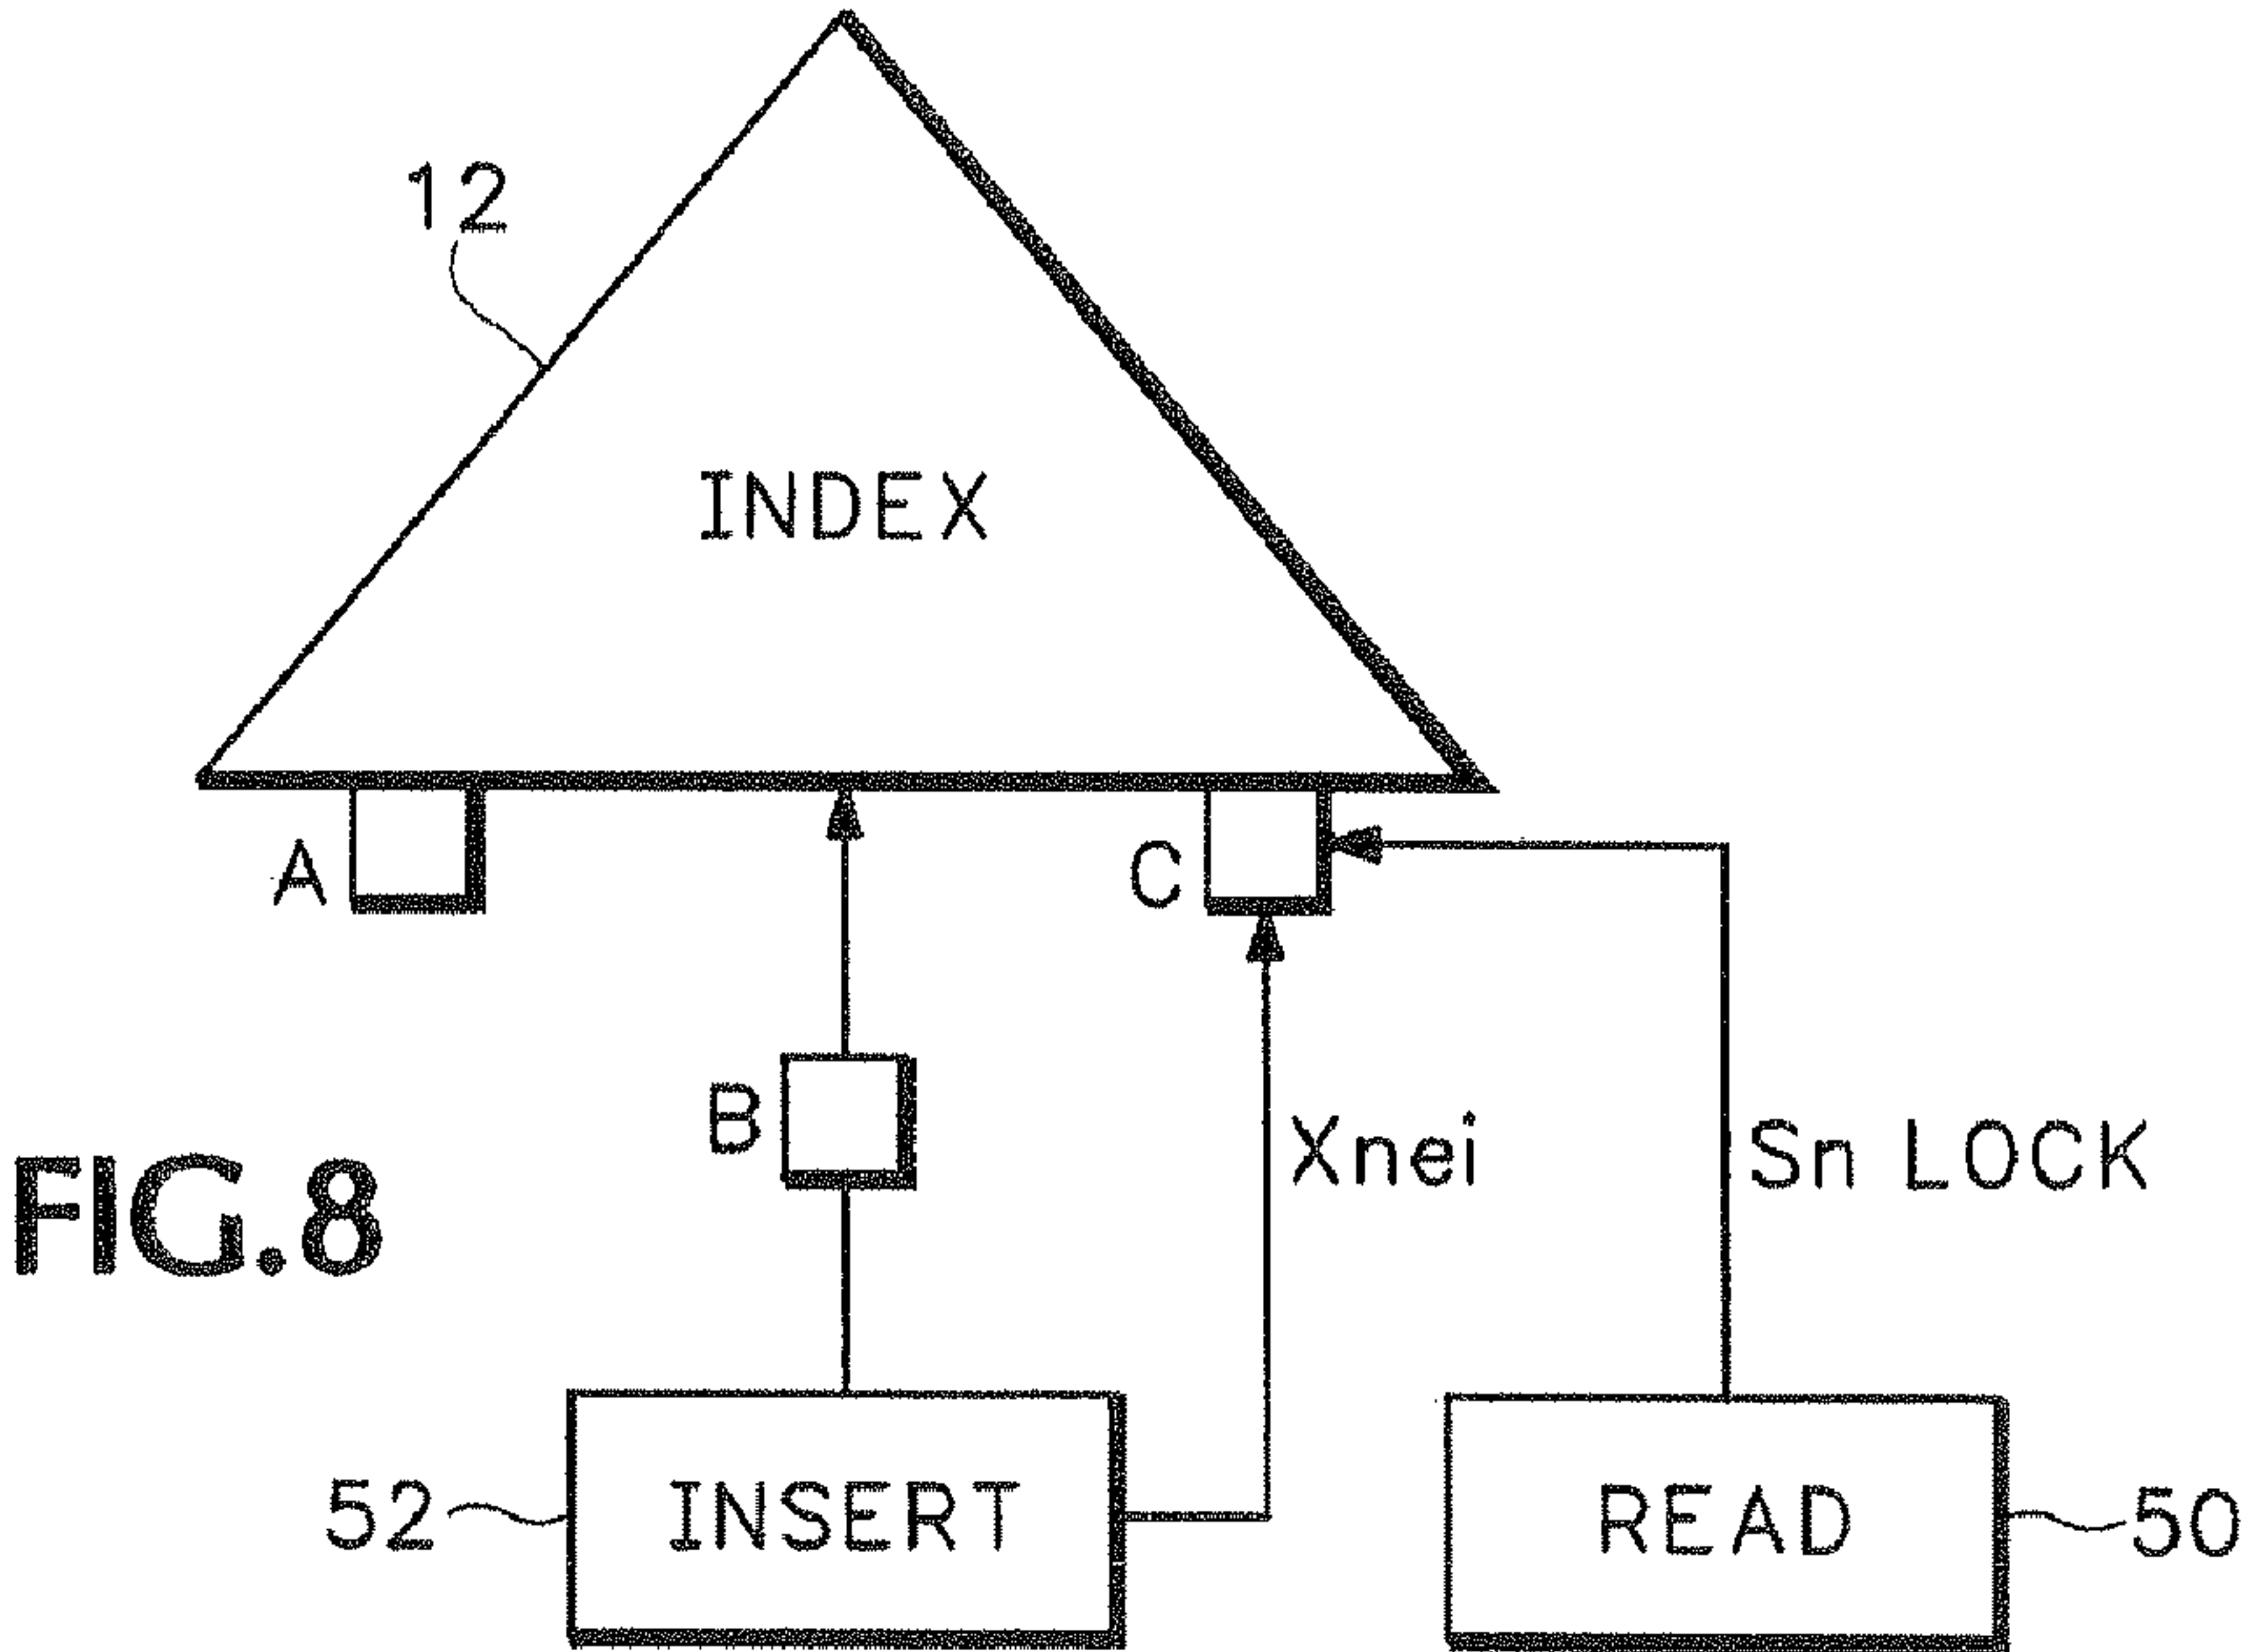 12
INDEX
A
C
B
Xnei
Sn LOCK
FIG.8
52
INSERT
READ
50